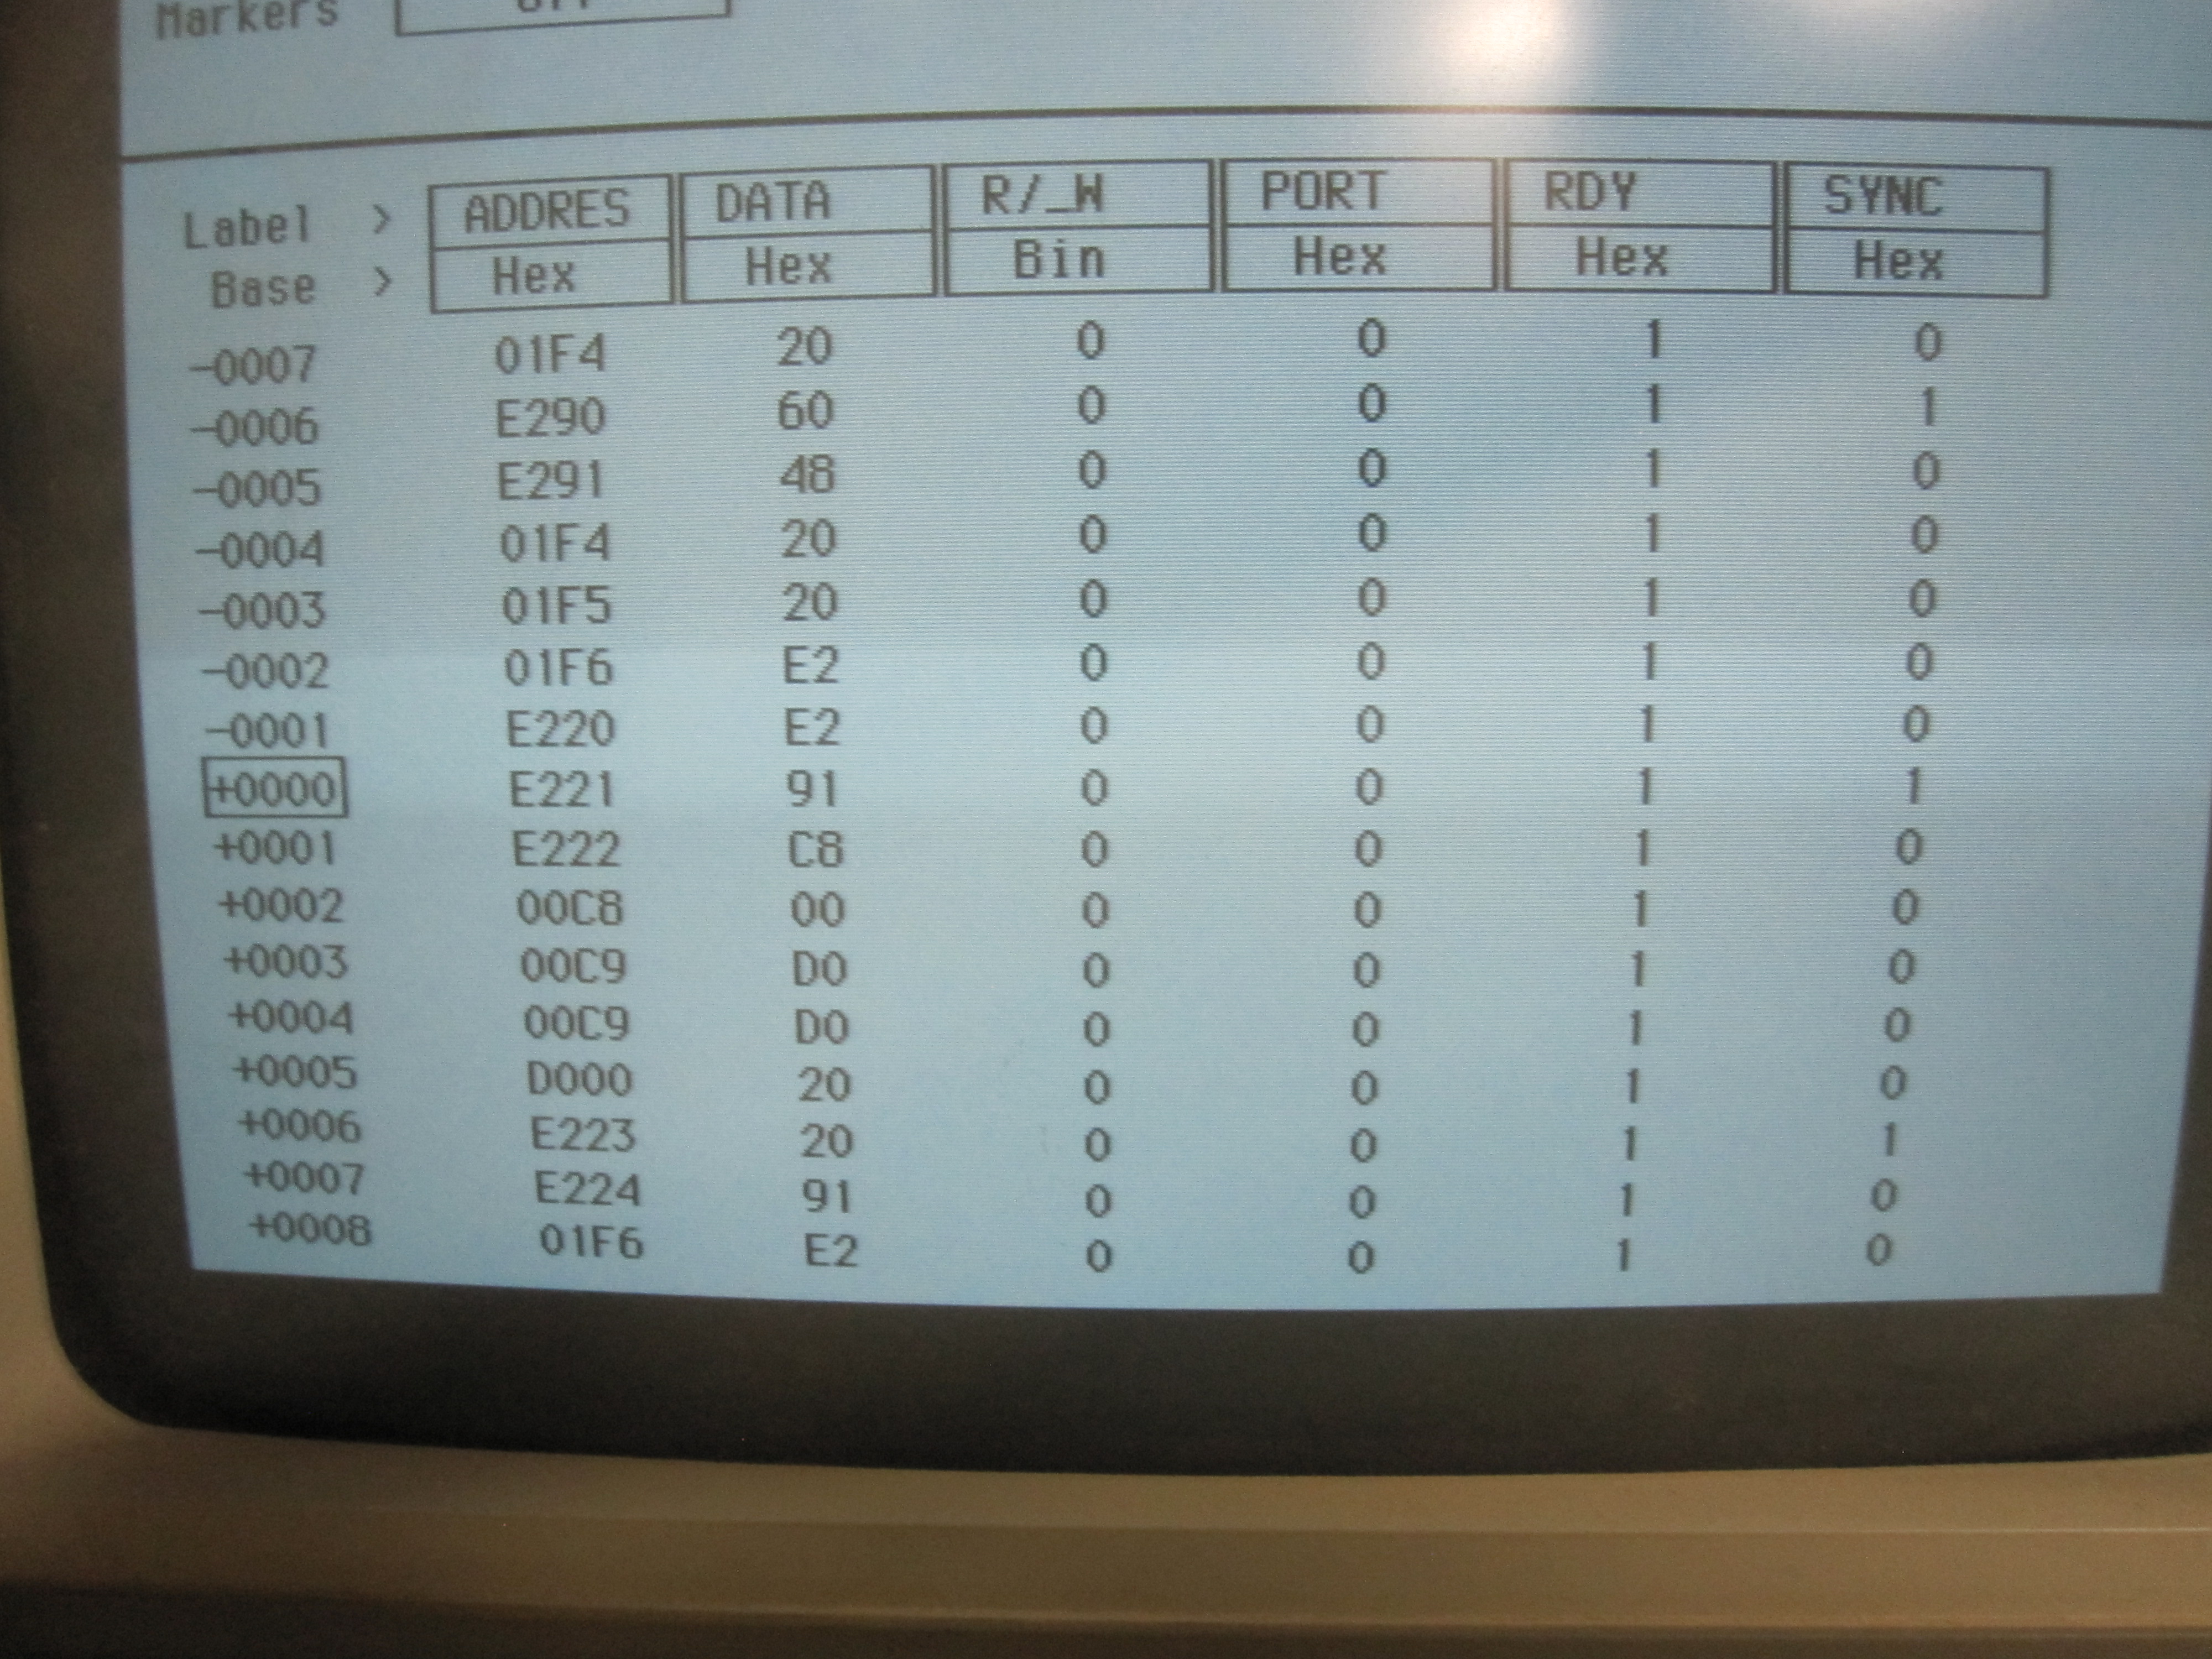 Markers Off
Label > ADDRES DATA R/_W PORT RDY SYNC
Base > Hex Hex Bin Hex Hex Hex
-0007 01F4 20 0 0 1 0
-0006 E290 60 0 0 1 1
-0005 E291 48 0 0 1 0
-0004 01F4 20 0 0 1 0
-0003 01F5 20 0 0 1 0
-0002 01F6 E2 0 0 1 0
-0001 E220 E2 0 0 1 0
+0000 E221 91 0 0 1 1
+0001 E222 C8 0 0 1 0
+0002 00C8 00 0 0 1 0
+0003 00C9 D0 0 0 1 0
+0004 00C9 D0 0 0 1 0
+0005 D000 20 0 0 1 0
+0006 E223 20 0 0 1 1
+0007 E224 91 0 0 1 0
+0008 01F6 E2 0 0 1 0